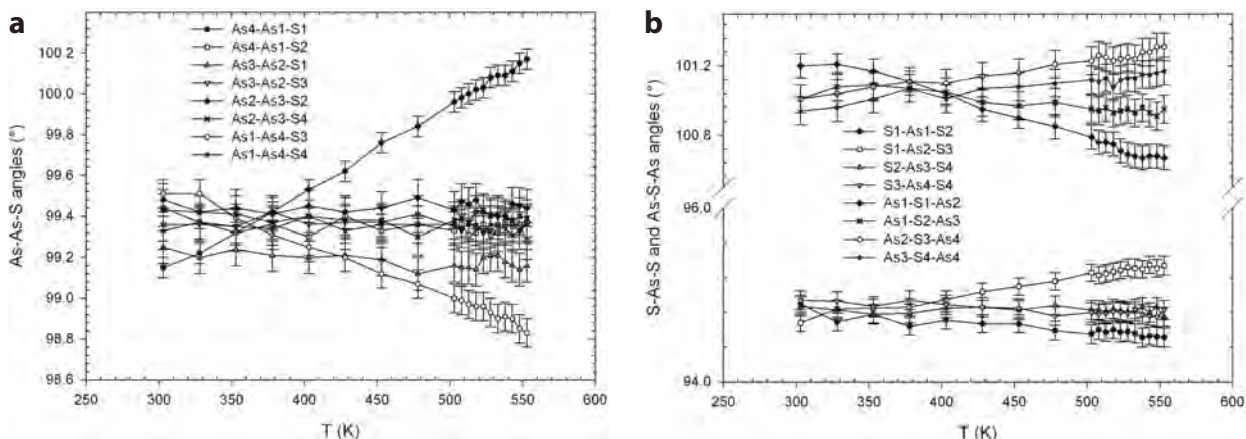 a
As4-As1-S1
As4-As1-S2
As3-As2-S1
As3-As2-S3
As2-As3-S2
As2-As3-S4
As1-As4-S3
As1-As4-S4
As-As-S angles (°)
100.2
100.0
99.8
99.6
99.4
99.2
99.0
98.8
98.6
250 300 350 400 450 500 550 600
T (K)
b
S-As-S and As-S-As angles (°)
101.2
100.8
96.0
94.0
S1-As1-S2
S1-As2-S3
S2-As3-S4
S3-As4-S4
As1-S1-As2
As1-S2-As3
As2-S3-As4
As3-S4-As4
250 300 350 400 450 500 550 600
T (K)